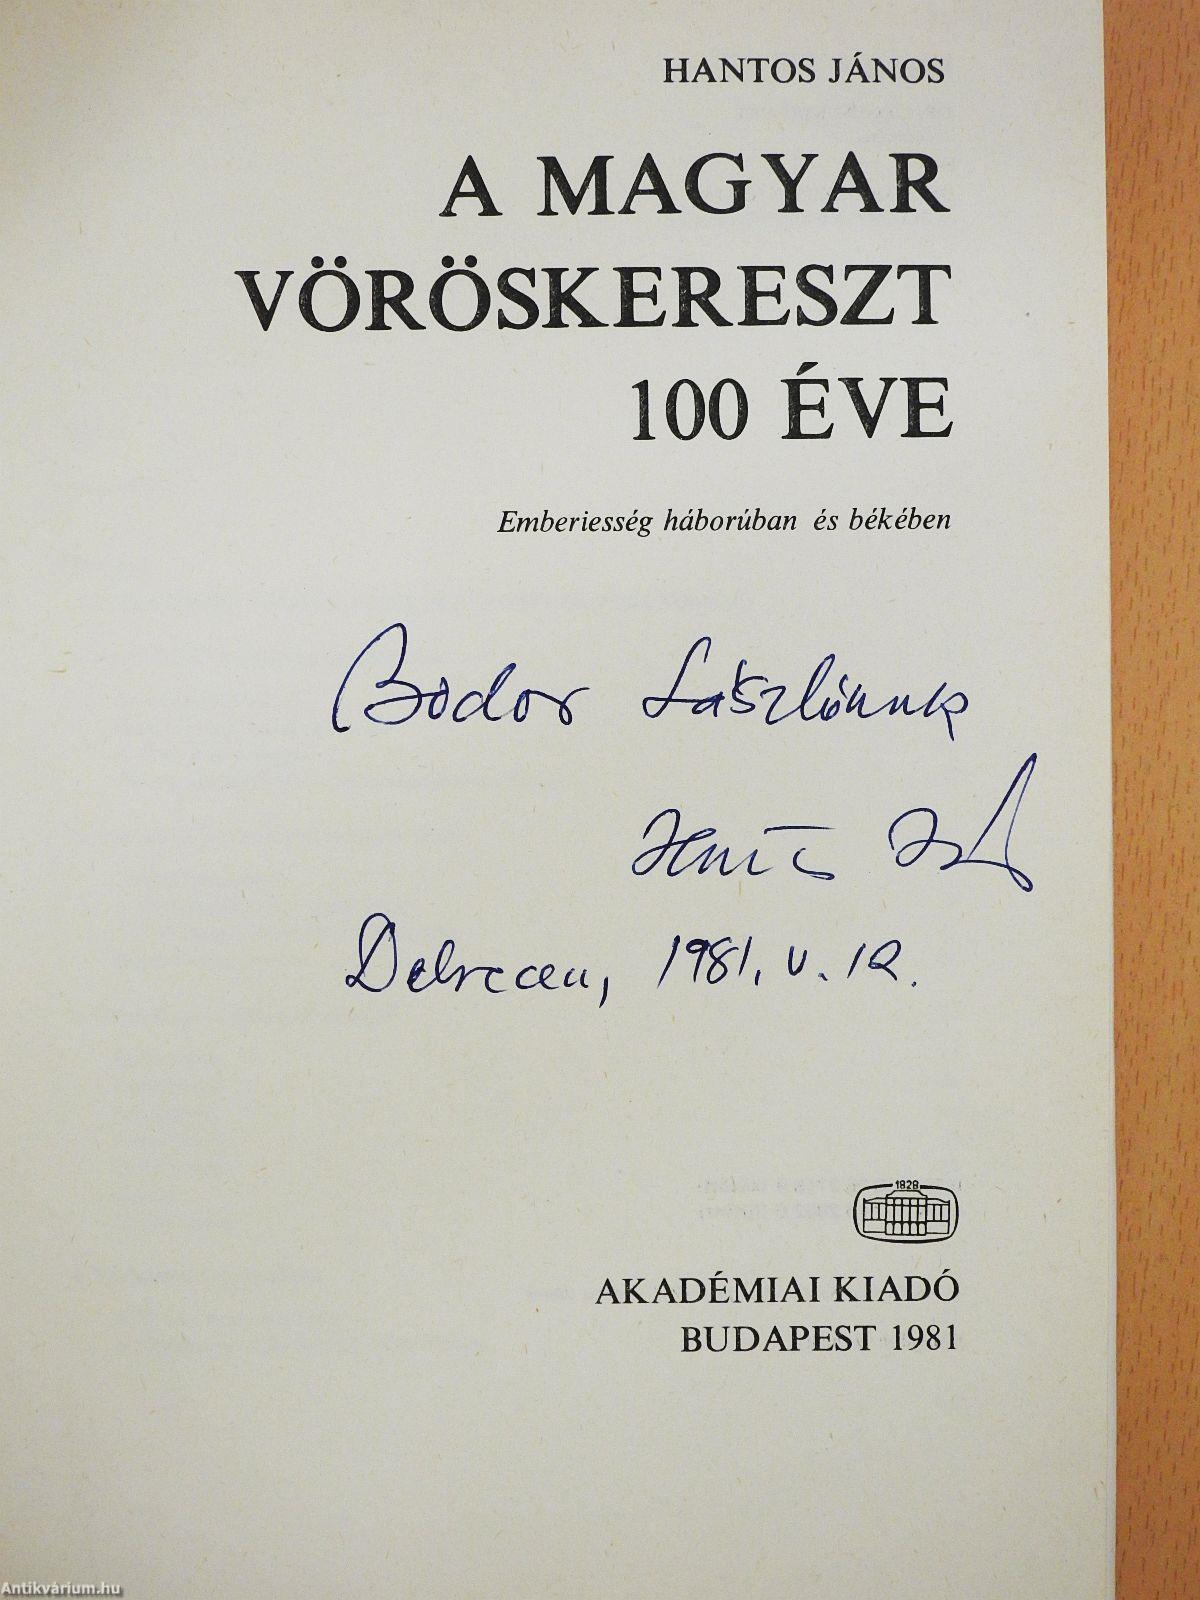 HANTOS JÁNOS
A MAGYAR
VÖRÖSKERESZT
100 ÉVE
Emberiesség háborúban és békében
Bodor Lászlónak
Debrecen, 1981. V. 12.
1828
AKADÉMIAI KIADÓ
BUDAPEST 1981
Antikvárium.hu